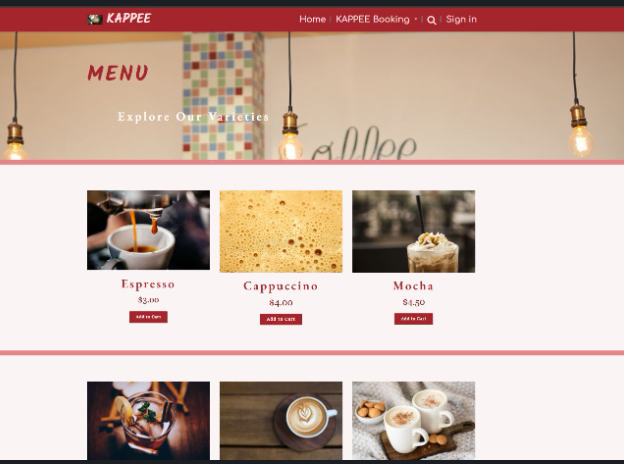 KAPPEE
Home | KAPPEE Booking | Sign in
MENU
Explore Our Varieties
Coffee
Espresso
$3.00
Add to Cart
Cappuccino
$4.00
Add to Cart
Mocha
$4.50
Add to Cart